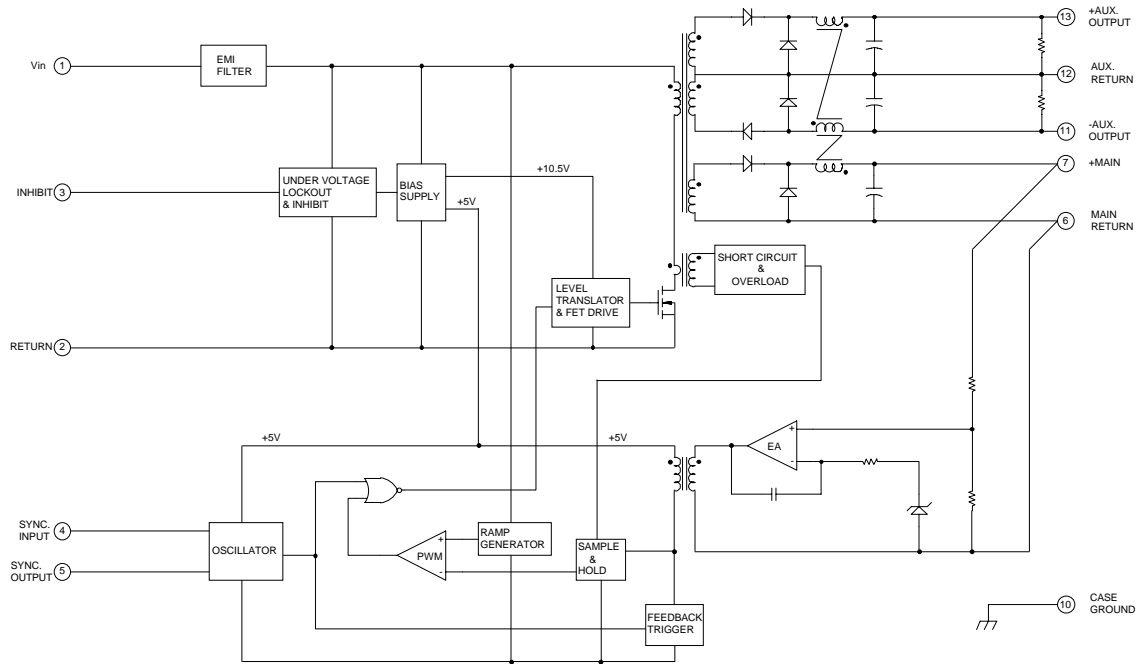 13
+AUX.
OUTPUT
Vin
1
EMI
FILTER
12
AUX.
RETURN
11
-AUX.
OUTPUT
7
+MAIN
+10.5V
INHIBIT
3
UNDER VOLTAGE
LOCKOUT
& INHIBIT
BIAS
SUPPLY
+5V
6
MAIN
RETURN
SHORT CIRCUIT
&
OVERLOAD
LEVEL
TRANSLATOR
& FET DRIVE
RETURN
2
+5V
+5V
+
-
EA
SYNC.
INPUT
4
OSCILLATOR
SYNC.
OUTPUT
5
PWM
+
-
RAMP
GENERATOR
SAMPLE
&
HOLD
FEEDBACK
TRIGGER
10
CASE
GROUND